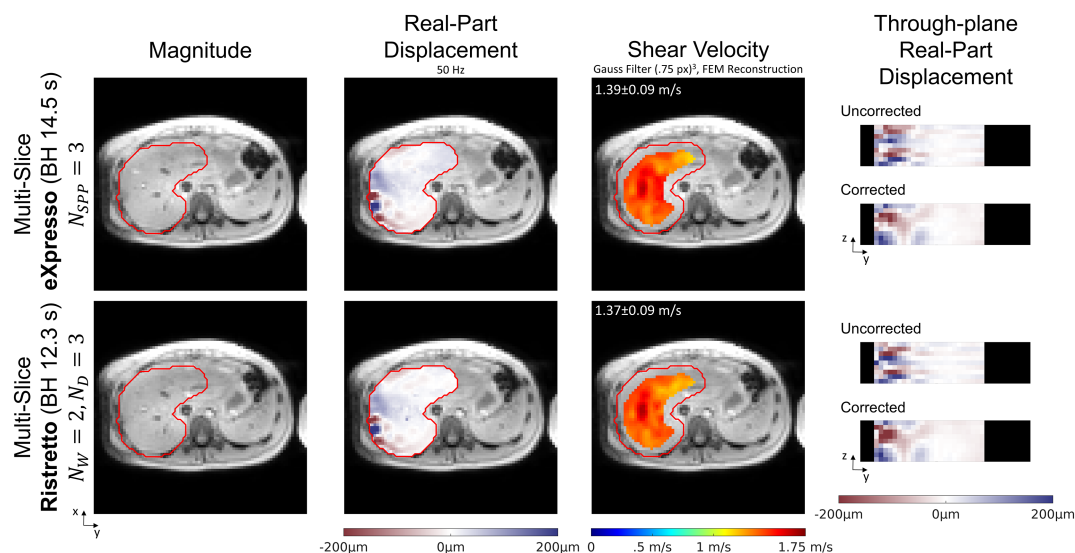 Magnitude
Real-Part
Displacement
50 Hz
Shear Velocity
Gauss Filter (.75 px)³, FEM Reconstruction
Through-plane
Real-Part
Displacement
Multi-Slice
eXpresso (BH 14.5 s)
N_SPP = 3
1.39±0.09 m/s
Uncorrected
Corrected
z
y
Multi-Slice
Ristretto (BH 12.3 s)
N_W = 2, N_D = 3
1.37±0.09 m/s
Uncorrected
Corrected
z
y
x
y
-200µm 0µm 200µm
0 .5 m/s 1 m/s 1.75 m/s
-200µm 0µm 200µm